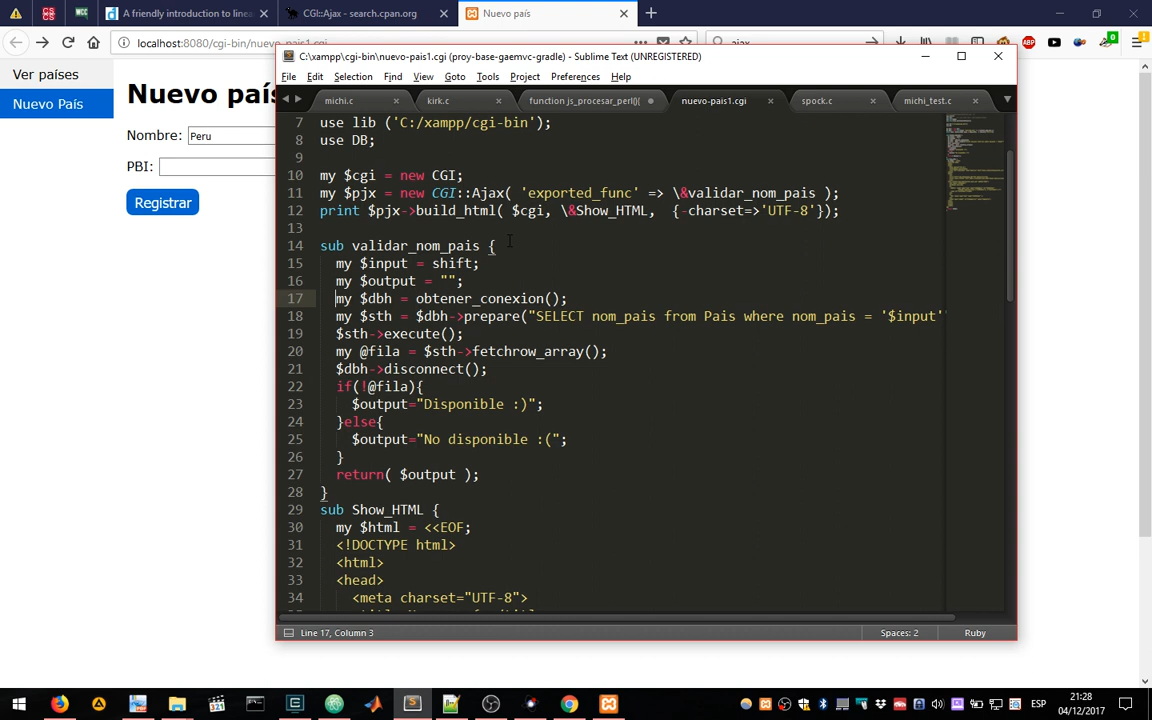 A friendly introduction to linea
CGI::Ajax - search.cpan.org
Nuevo país
localhost:8080/cgi-bin/nuevo-pais1.cgi
ajax
Ver países
Nuevo País
Nuevo país
Nombre: Peru
PBI:
Registrar
C:\xampp\cgi-bin\nuevo-pais1.cgi (proy-base-gaemvc-gradle) - Sublime Text (UNREGISTERED)
File Edit Selection Find View Goto Tools Project Preferences Help
michi.c kirk.c function js_procesar_perl(){ nuevo-pais1.cgi spock.c michi_test.c
7 use lib ('C:/xampp/cgi-bin');
8 use DB;
9
10 my $cgi = new CGI;
11 my $pjx = new CGI::Ajax( 'exported_func' => \&validar_nom_pais );
12 print $pjx->build_html( $cgi, \&Show_HTML, {-charset=>'UTF-8'});
13
14 sub validar_nom_pais {
15 my $input = shift;
16 my $output = "";
17 my $dbh = obtener_conexion();
18 my $sth = $dbh->prepare("SELECT nom_pais from Pais where nom_pais = '$input'
19 $sth->execute();
20 my @fila = $sth->fetchrow_array();
21 $dbh->disconnect();
22 if(!@fila){
23 $output="Disponible :)";
24 }else{
25 $output="No disponible :(";
26 }
27 return( $output );
28 }
29 sub Show_HTML {
30 my $html = <<EOF;
31 <!DOCTYPE html>
32 <html>
33 <head>
34 <meta charset="UTF-8">
Line 17, Column 3
Spaces: 2
Ruby
ESP
21:28
04/12/2017